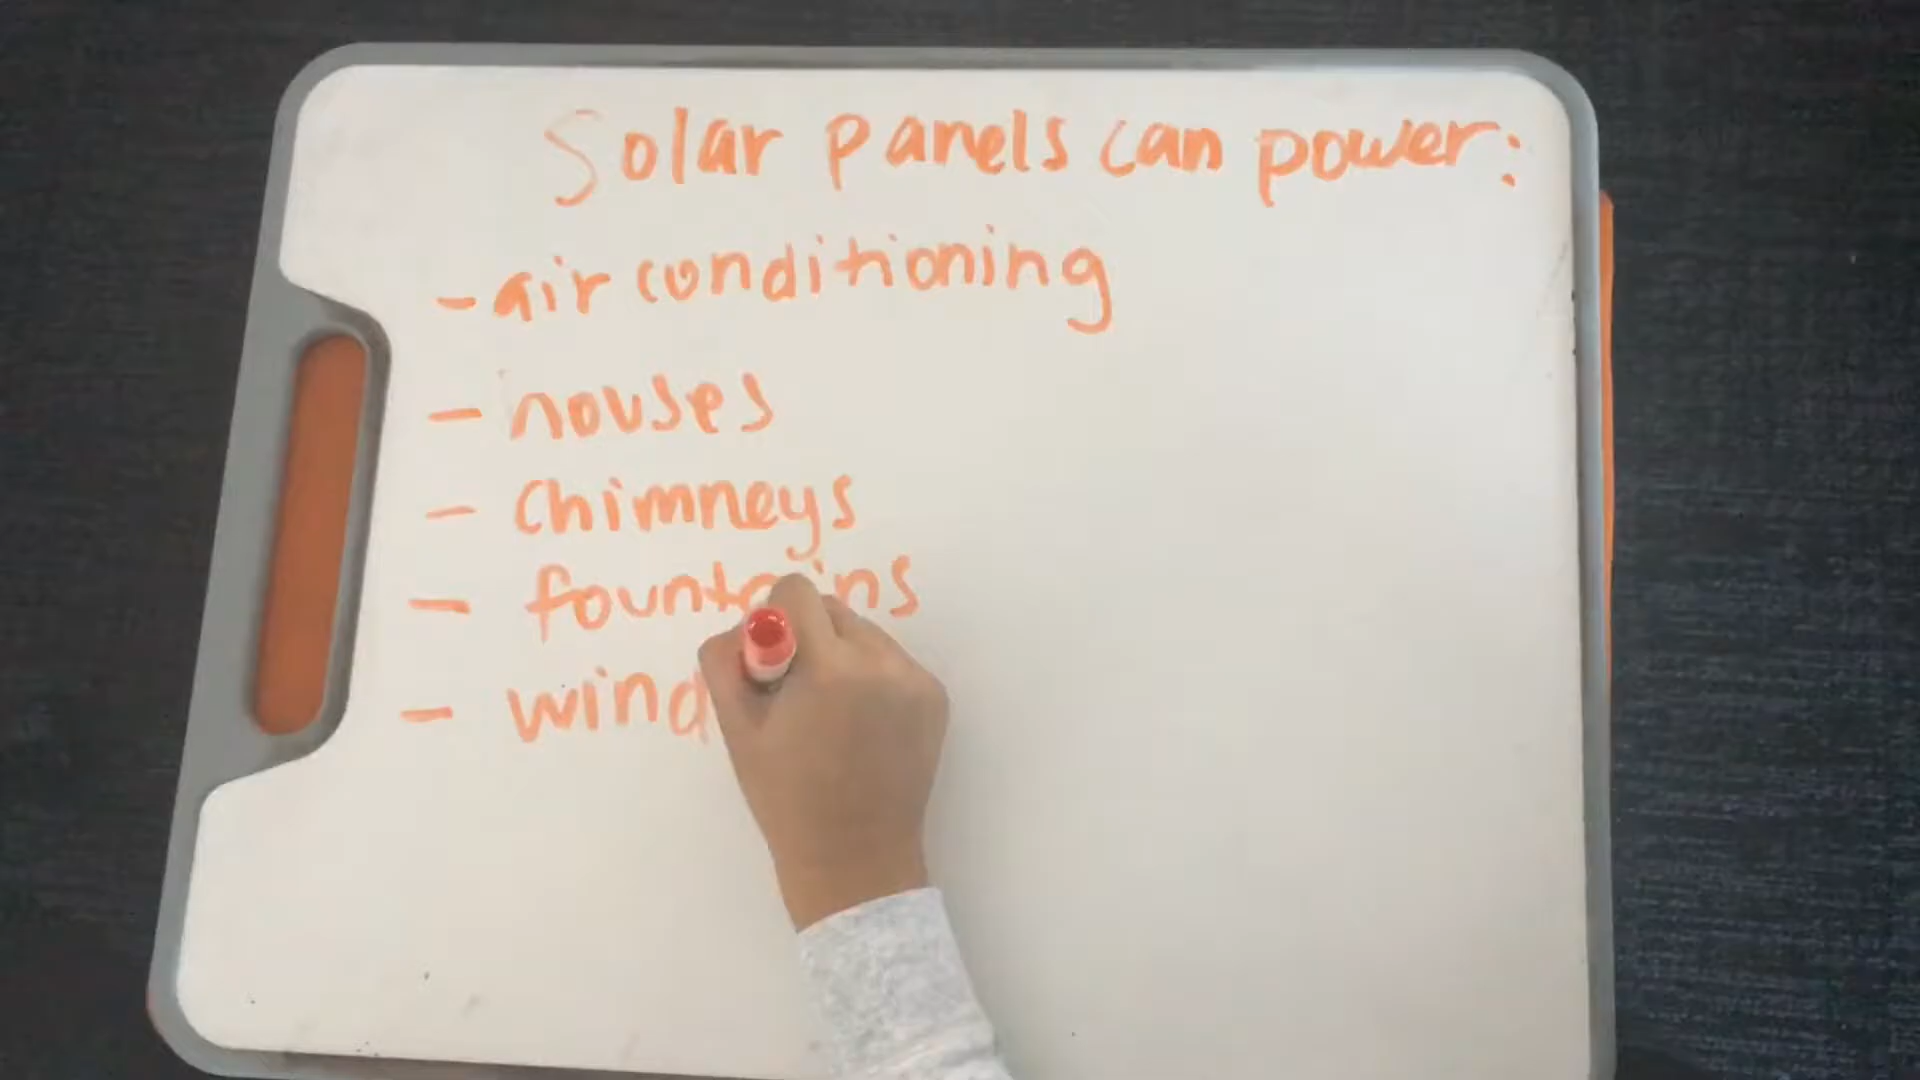 Solar panels can power:
- air conditioning
- houses
- chimneys
- fountains
- wind